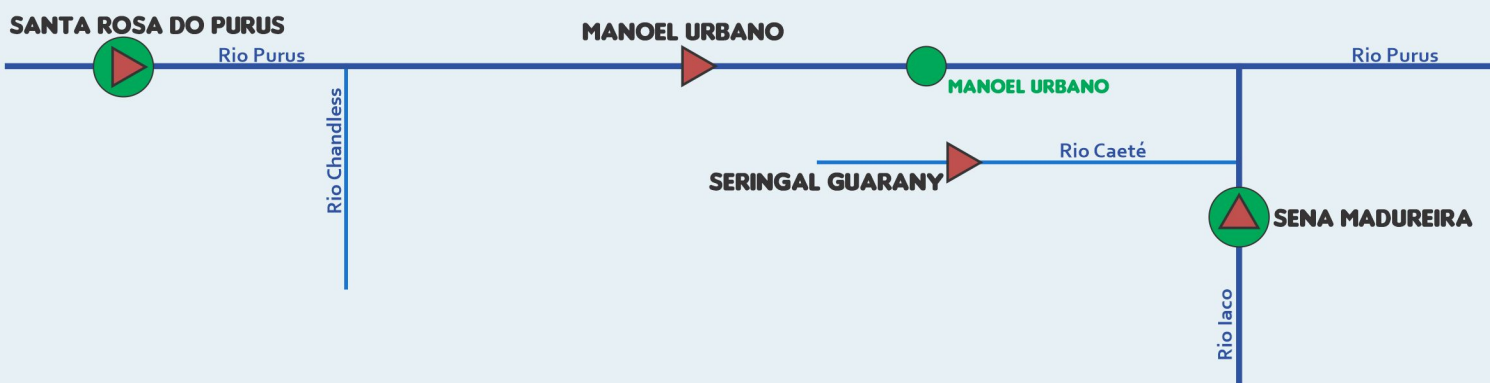 SANTA ROSA DO PURUS
MANOEL URBANO
Rio Purus
Rio Purus
MANOEL URBANO
Rio Chandless
Rio Caeté
SERINGAL GUARANY
SENA MADUREIRA
Rio Iaco